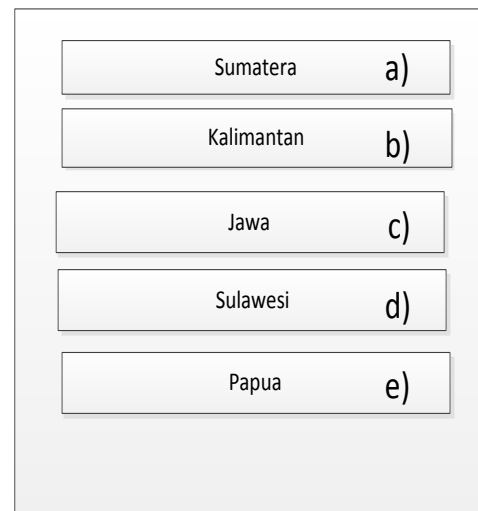 Sumatera a)
Kalimantan b)
Jawa c)
Sulawesi d)
Papua e)